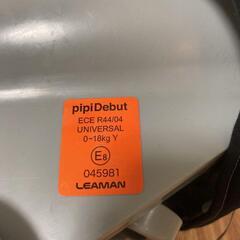 pipiDebut
ECE R44/04
UNIVERSAL
0-18kg Y
E8
045981
LEAMAN